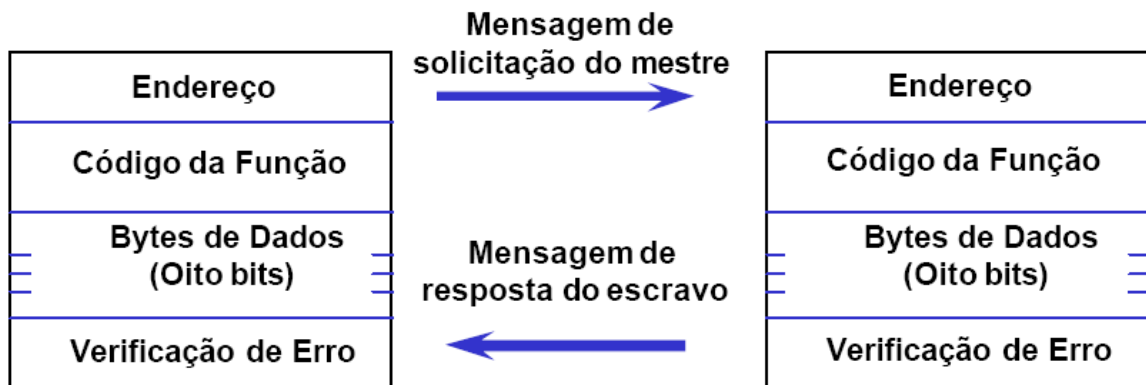 Mensagem de
solicitação do mestre
Endereço
Código da Função
Bytes de Dados
(Oito bits)
Verificação de Erro
Mensagem de
resposta do escravo
Endereço
Código da Função
Bytes de Dados
(Oito bits)
Verificação de Erro